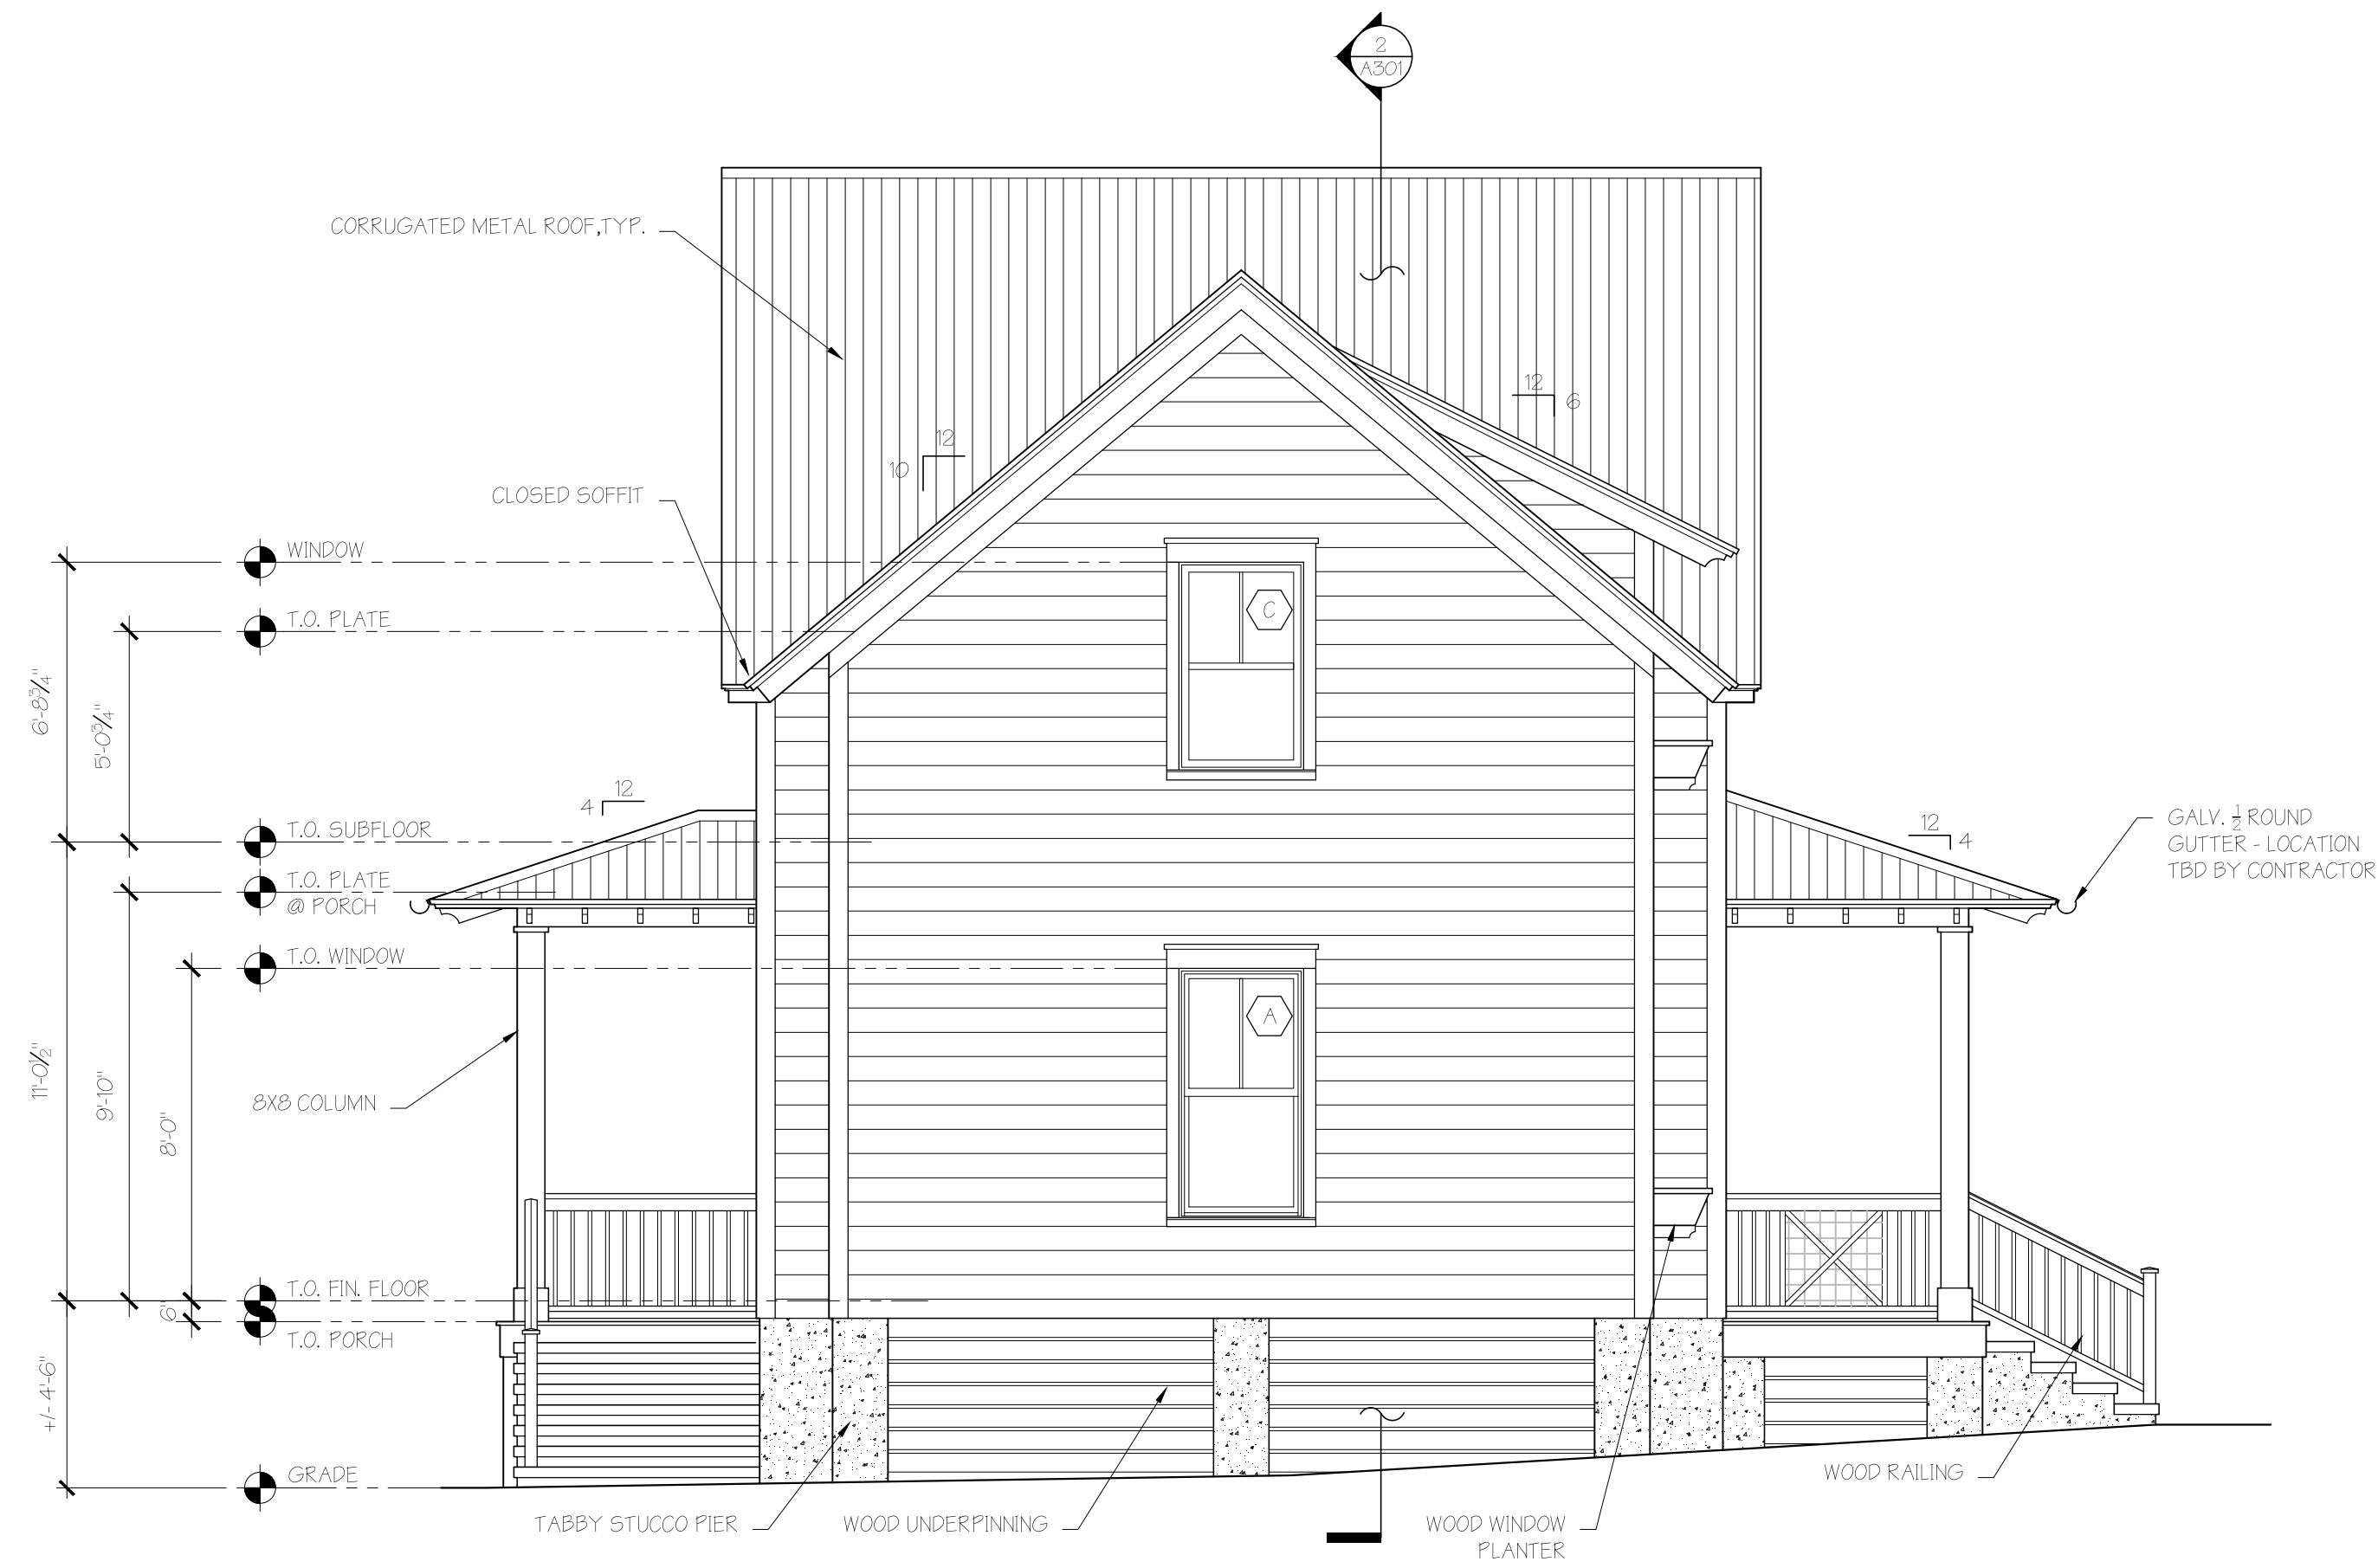 2
A301
CORRUGATED METAL ROOF,TYP.
12
6
12
10
CLOSED SOFFIT
WINDOW
C
T.O. PLATE
6'-8¾"
5'-0¾"
12
4
T.O. SUBFLOOR
12
4
GALV. ½ ROUND
GUTTER - LOCATION
TBD BY CONTRACTOR
T.O. PLATE
@ PORCH
T.O. WINDOW
A
11'-0½"
9'-10"
8'-0"
8X8 COLUMN
T.O. FIN. FLOOR
6"
T.O. PORCH
+/- 4'-6"
GRADE
WOOD RAILING
TABBY STUCCO PIER
WOOD UNDERPINNING
WOOD WINDOW
PLANTER